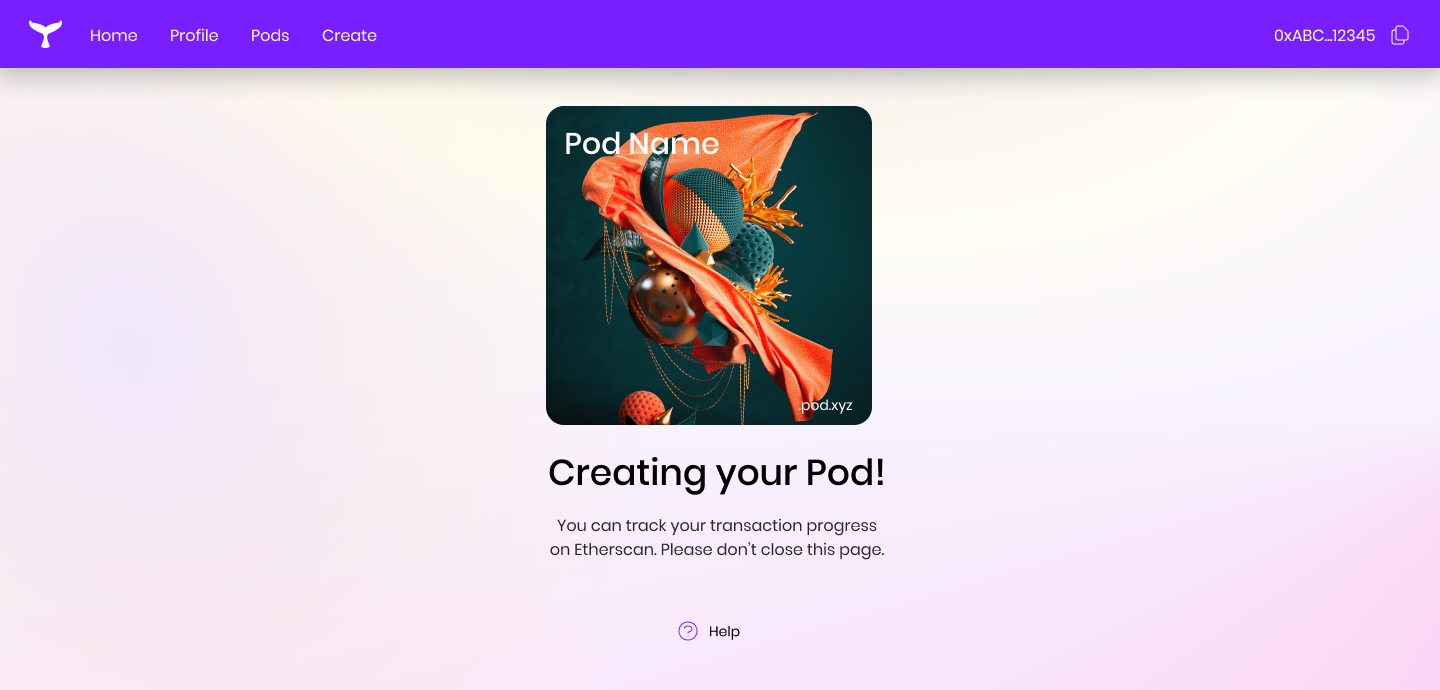 Home Profile Pods Create 0xABC...12345
Pod Name
.pod.xyz
Creating your Pod!
You can track your transaction progress
on Etherscan. Please don't close this page.
Help